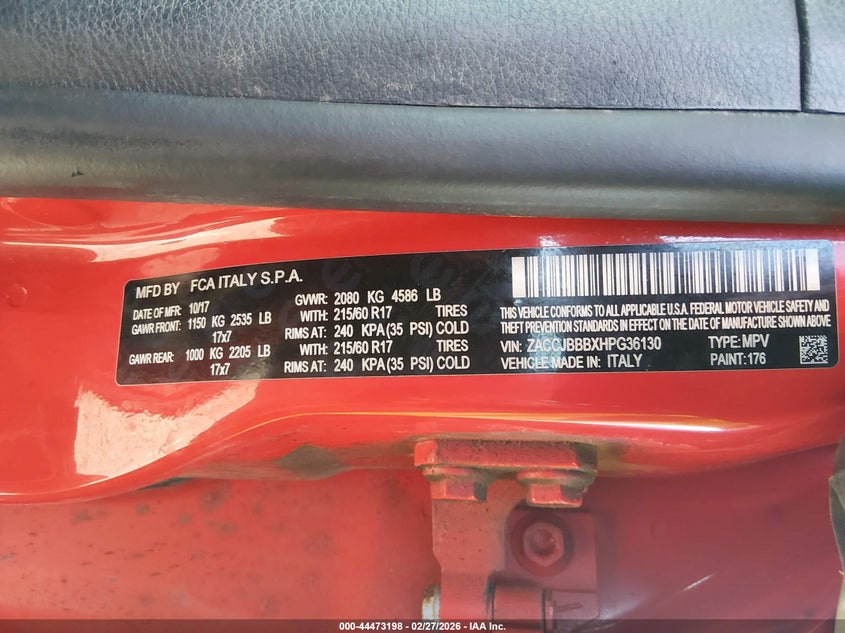 MFD BY FCA ITALY S.P.A.
DATE OF MFR: 10/17 GVWR: 2080 KG 4586 LB
GAWR FRONT: 1150 KG 2535 LB WITH: 215/60 R17 TIRES
17x7 RIMS AT: 240 KPA(35 PSI) COLD
GAWR REAR: 1000 KG 2205 LB WITH: 215/60 R17 TIRES
17x7 RIMS AT: 240 KPA(35 PSI) COLD
THIS VEHICLE CONFORMS TO ALL APPLICABLE U.S.A. FEDERAL MOTOR VEHICLE SAFETY AND
THEFT PREVENTION STANDARDS IN EFFECT ON THE DATE OF MANUFACTURE SHOWN ABOVE.
VIN: ZACCJBBBXHPG36130 TYPE: MPV
VEHICLE MADE IN: ITALY PAINT: 176
000-44473198 - 02/27/2026 - IAA Inc.